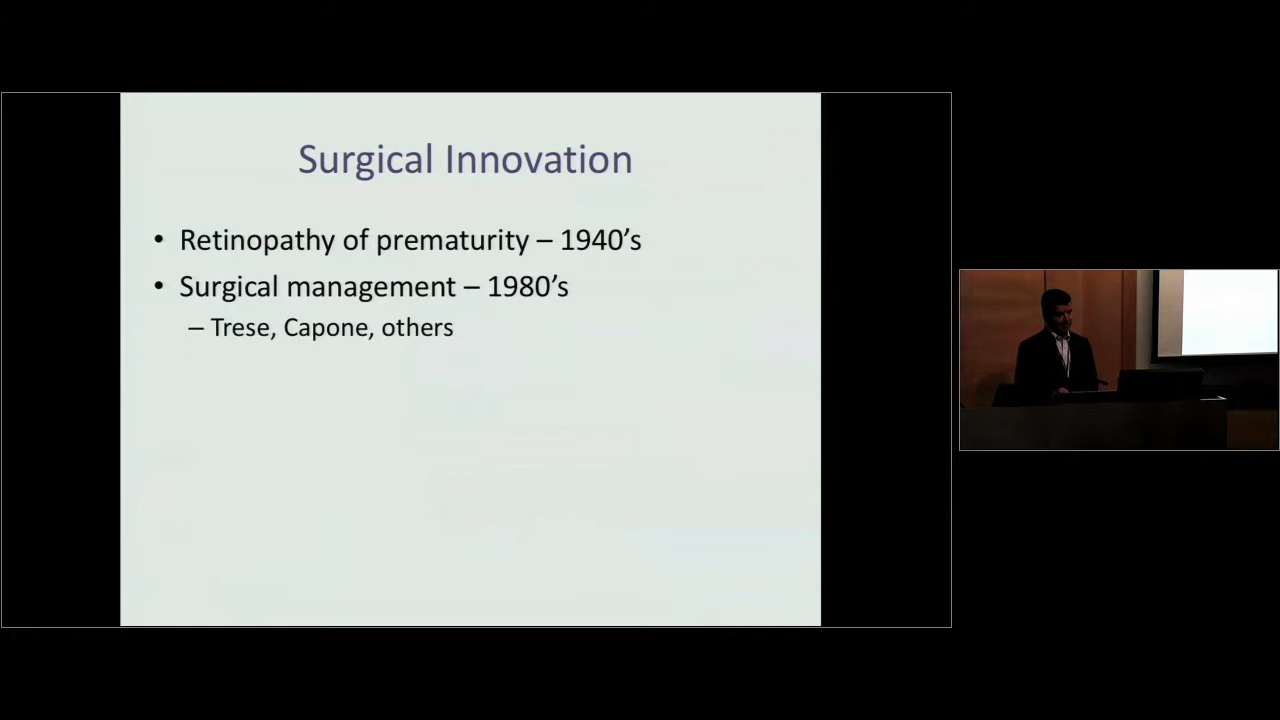 Surgical Innovation
• Retinopathy of prematurity – 1940’s
• Surgical management – 1980’s
– Trese, Capone, others